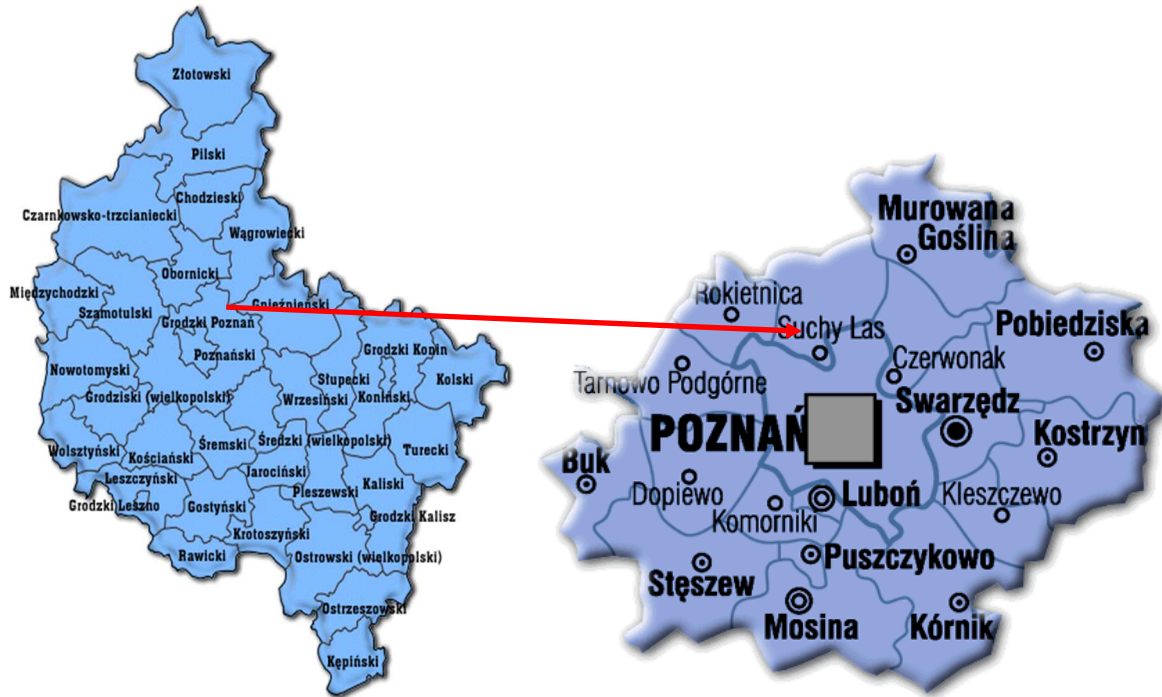 Złotowski
Pilski
Chodzieski
Czarnkowsko-trzcianiecki
Wągrowiecki
Obornicki
Międzychodzki
Gnieźnieński
Szamotulski
Grodzki Poznań
Poznański
Grodzki Konin
Nowotomyski
Słupecki
Kolski
Grodziski (wielkopolski)
Wrzesiński
Koniński
Wolsztyński
Śremski
Średzki (wielkopolski)
Turecki
Kościański
Leszczyński
Jarociński
Kaliski
Pleszewski
Grodzki Leszno
Gostyński
Grodzki Kalisz
Krotoszyński
Rawicki
Ostrowski (wielkopolski)
Ostrzeszowski
Kępiński
Murowana
Goślina
Rokietnica
Suchy Las
Pobiedziska
Czerwonak
Tarnowo Podgórne
Swarzędz
POZNAŃ
Kostrzyn
Buk
Dopiewo
Luboń
Kleszczewo
Komorniki
Puszczykowo
Stęszew
Mosina
Kórnik